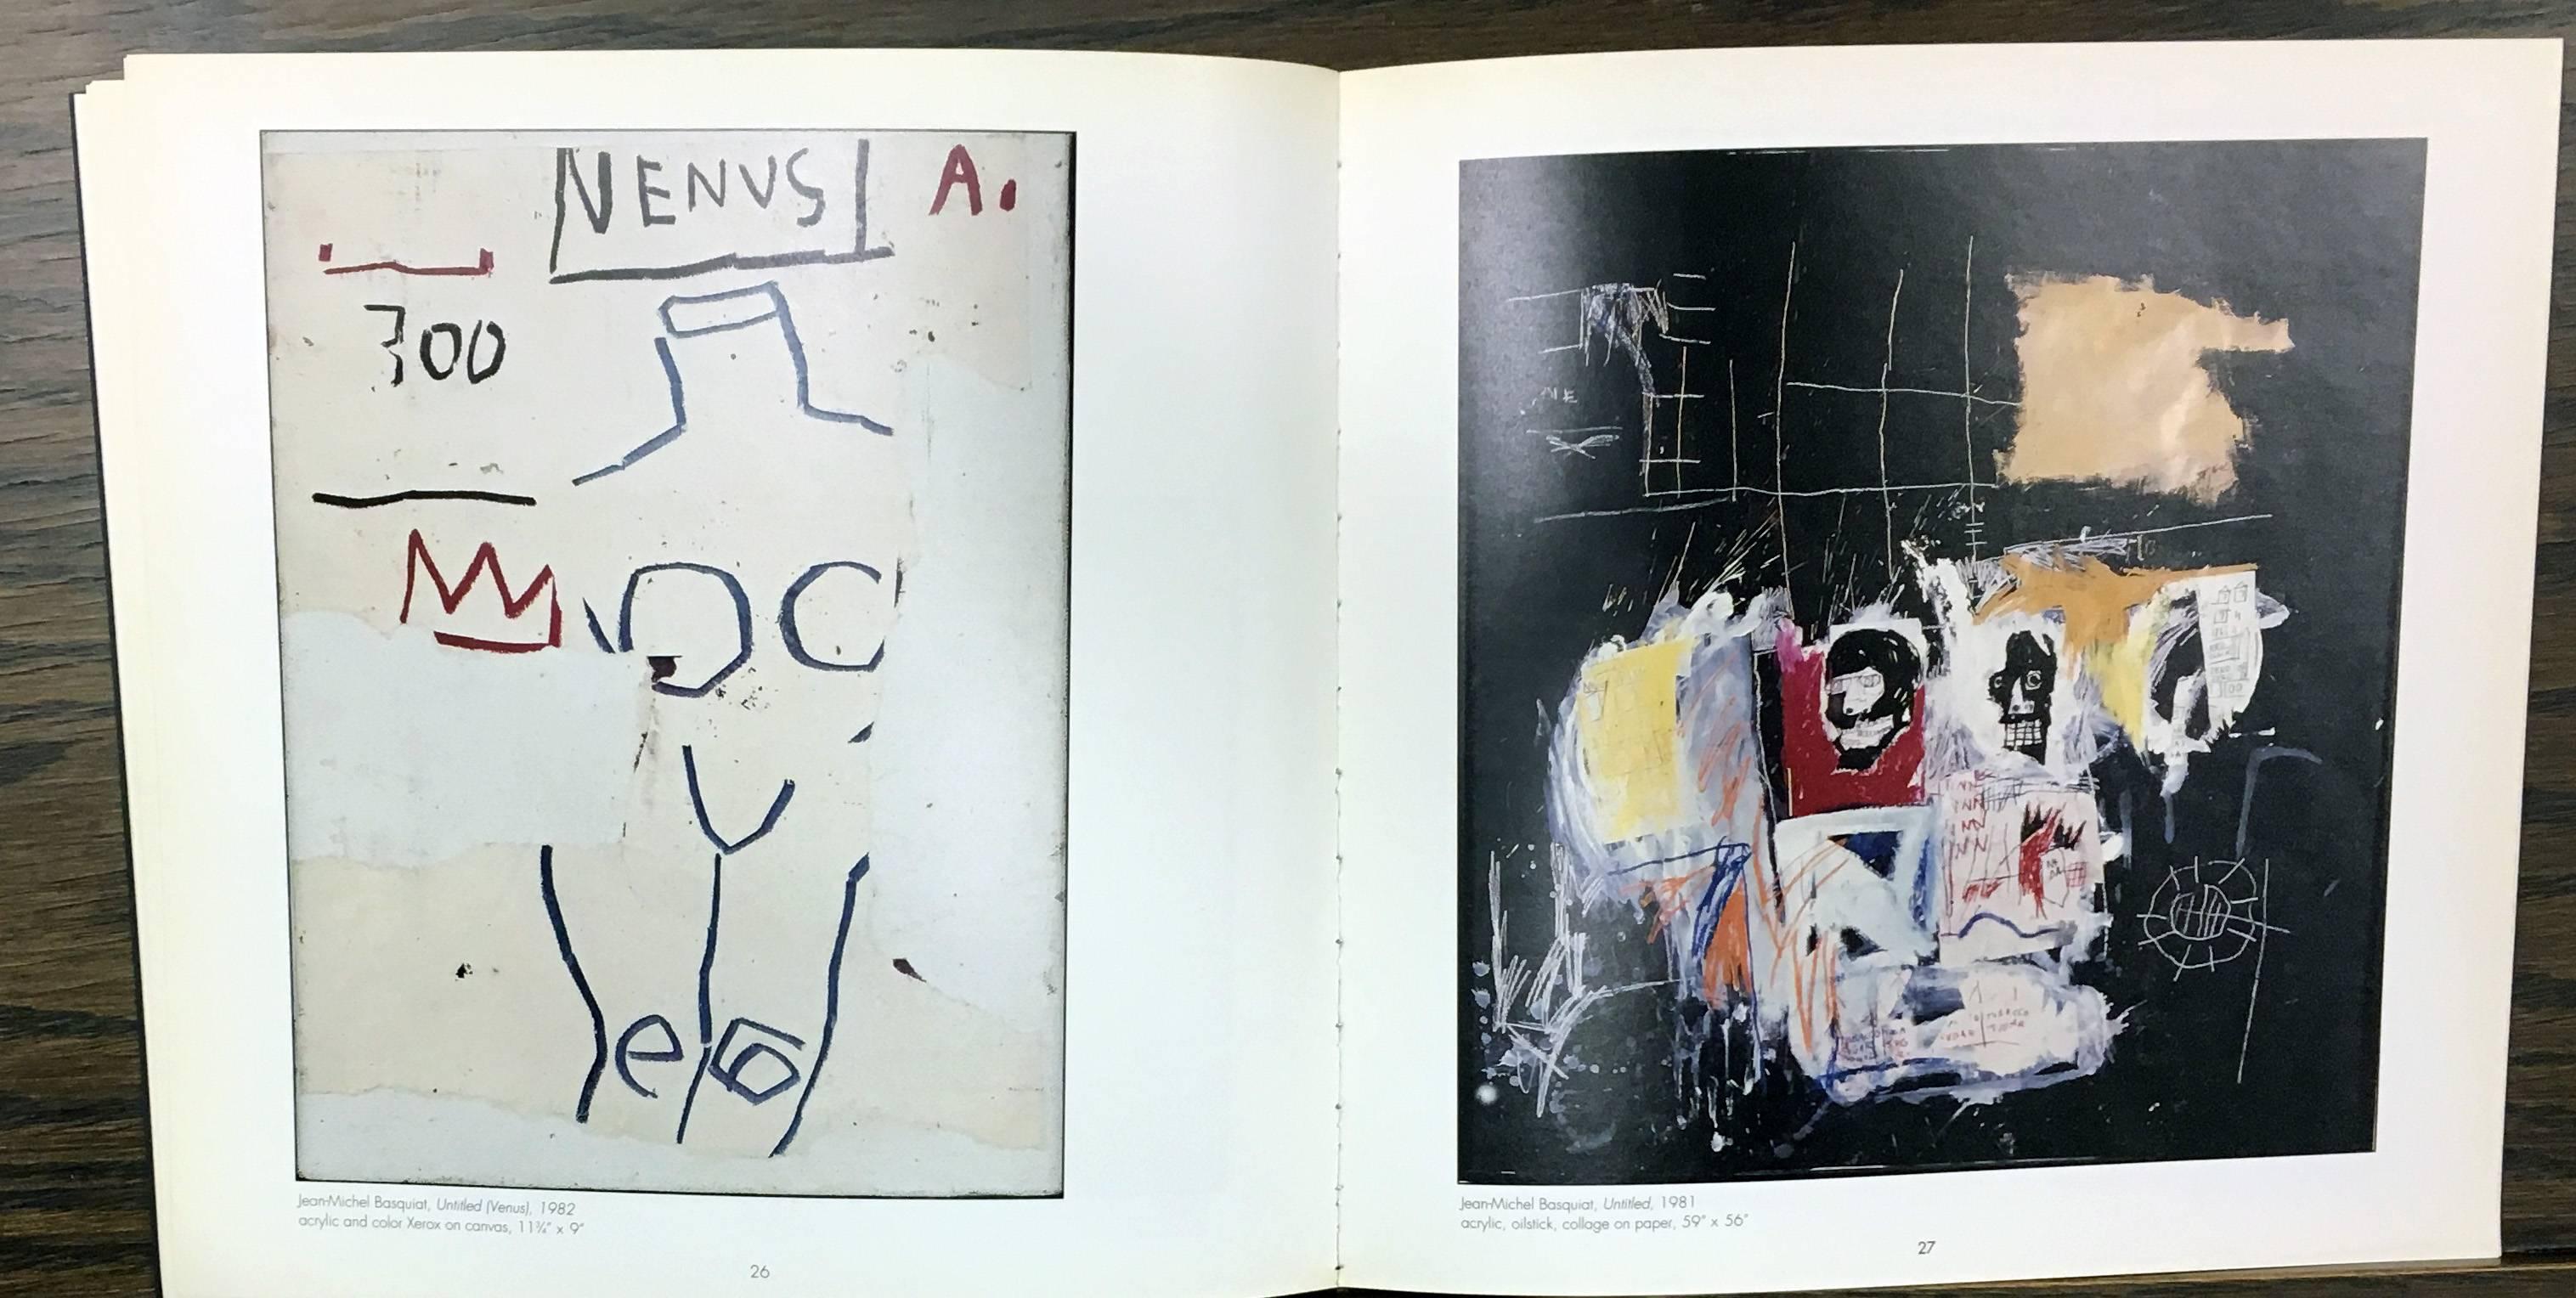 VENUS
A.
300
Jean-Michel Basquiat, Untitled (Venus), 1982
acrylic and color Xerox on canvas, 11¾" x 9"
26
Jean-Michel Basquiat, Untitled, 1981
acrylic, oilstick, collage on paper, 59" x 56"
27